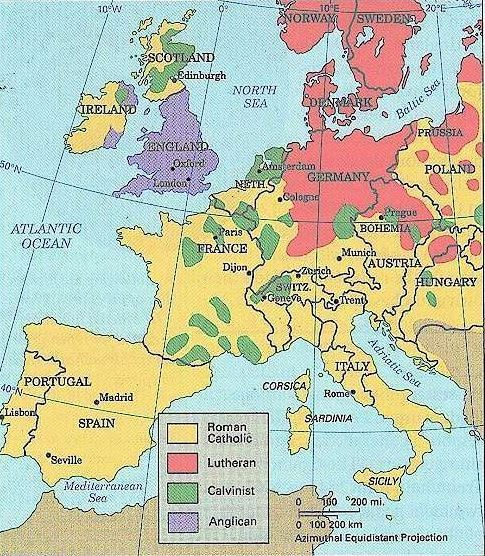 10°W
0°
10°E
20°E
NORWAY
SWEDEN
SCOTLAND
Edinburgh
NORTH
SEA
DENMARK
Baltic Sea
IRELAND
PRUSSIA
ENGLAND
Oxford
London
Amsterdam
GERMANY
POLAND
50°N
NETH.
Cologne
Prague
BOHEMIA
ATLANTIC
OCEAN
Paris
FRANCE
Munich
AUSTRIA
Dijon
Zurich
SWITZ.
HUNGARY
Geneva
Trent
ITALY
Adriatic Sea
PORTUGAL
CORSICA
40°N
Madrid
Rome
Lisbon
SPAIN
SARDINIA
Seville
Mediterranean
Sea
SICILY
Roman
Catholic
Lutheran
Calvinist
Anglican
0 100 200 mi.
0 100 200 km
Azimuthal Equidistant Projection